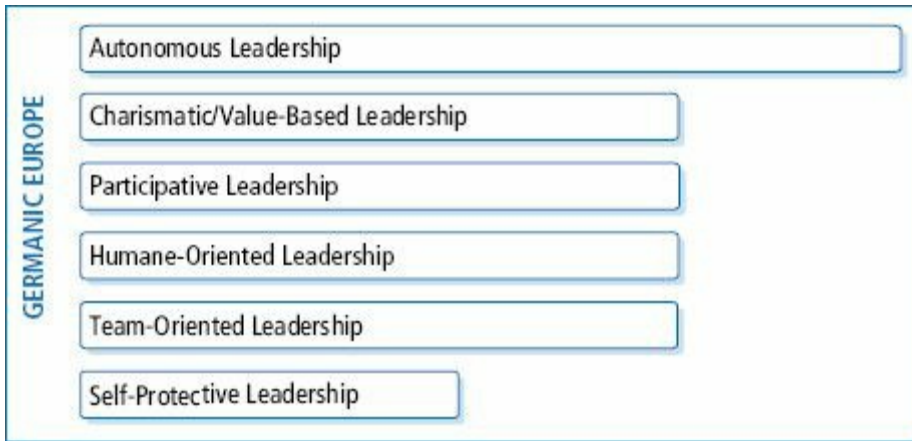 GERMANIC EUROPE
Autonomous Leadership
Charismatic/Value-Based Leadership
Participative Leadership
Humane-Oriented Leadership
Team-Oriented Leadership
Self-Protective Leadership